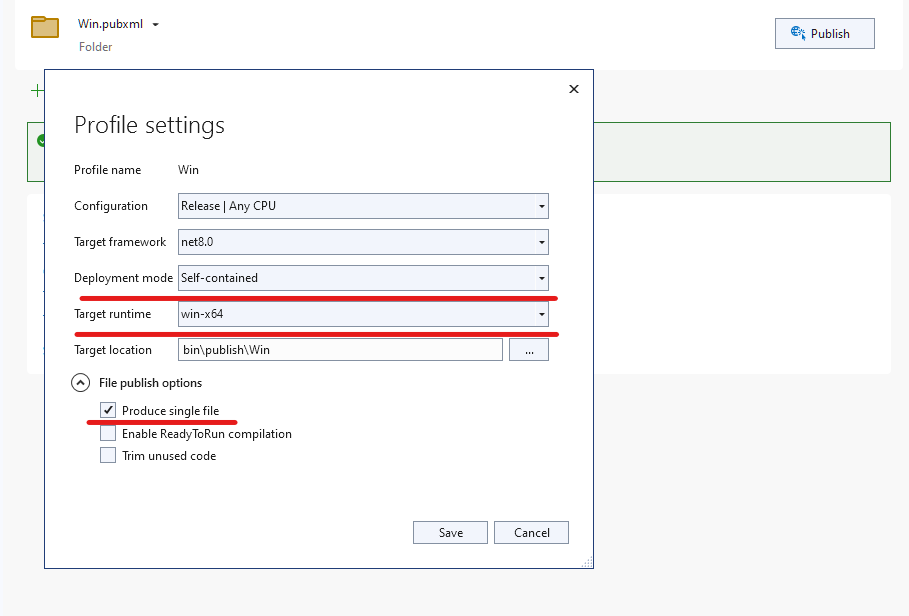 Win.pubxml
Folder
Publish
Profile settings
Profile name Win
Configuration Release | Any CPU
Target framework net8.0
Deployment mode Self-contained
Target runtime win-x64
Target location bin\publish\Win ...
File publish options
Produce single file
Enable ReadyToRun compilation
Trim unused code
Save Cancel